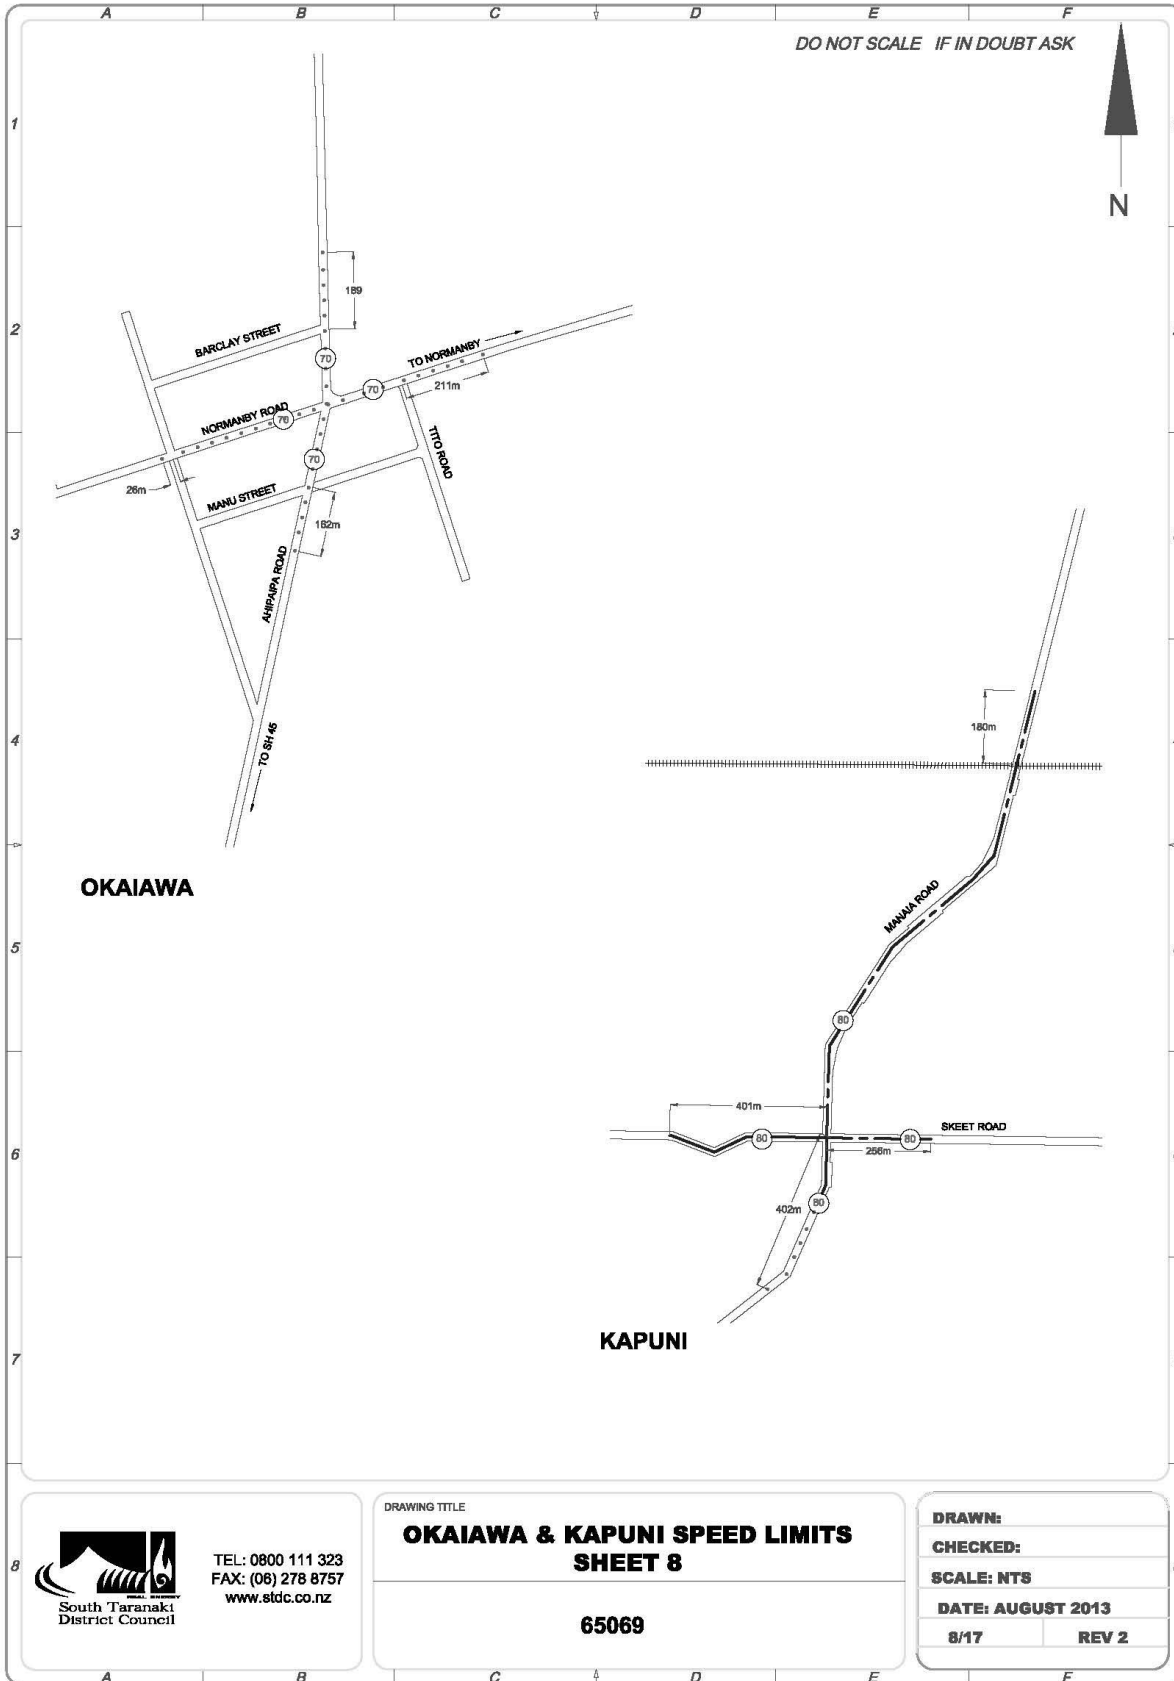 A B C D E F
DO NOT SCALE IF IN DOUBT ASK
N
1
2
3
4
5
6
7
8
189
BARCLAY STREET
70
TO NORMANBY
70
211m
NORMANBY ROAD
70
TITO ROAD
70
26m
MANU STREET
162m
AHIPAIPA ROAD
TO SH 45
OKAIAWA
180m
MANAIA ROAD
80
401m
SKEET ROAD
80
80
256m
402m
80
KAPUNI
REAL ENERGY
South Taranaki
District Council
TEL: 0800 111 323
FAX: (06) 278 8757
www.stdc.co.nz
DRAWING TITLE
OKAIAWA & KAPUNI SPEED LIMITS
SHEET 8
65069
DRAWN:
CHECKED:
SCALE: NTS
DATE: AUGUST 2013
8/17 REV 2
A B C D E F